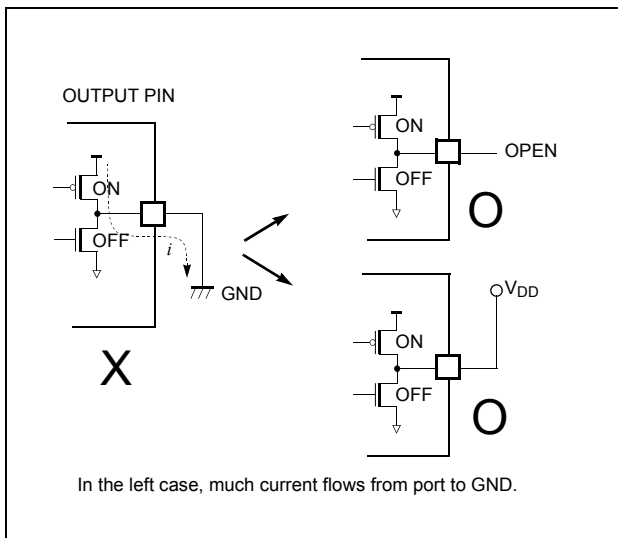 OUTPUT PIN
ON
OFF
i
GND
X
ON
OFF
OPEN
O
ON
OFF
VDD
O
In the left case, much current flows from port to GND.